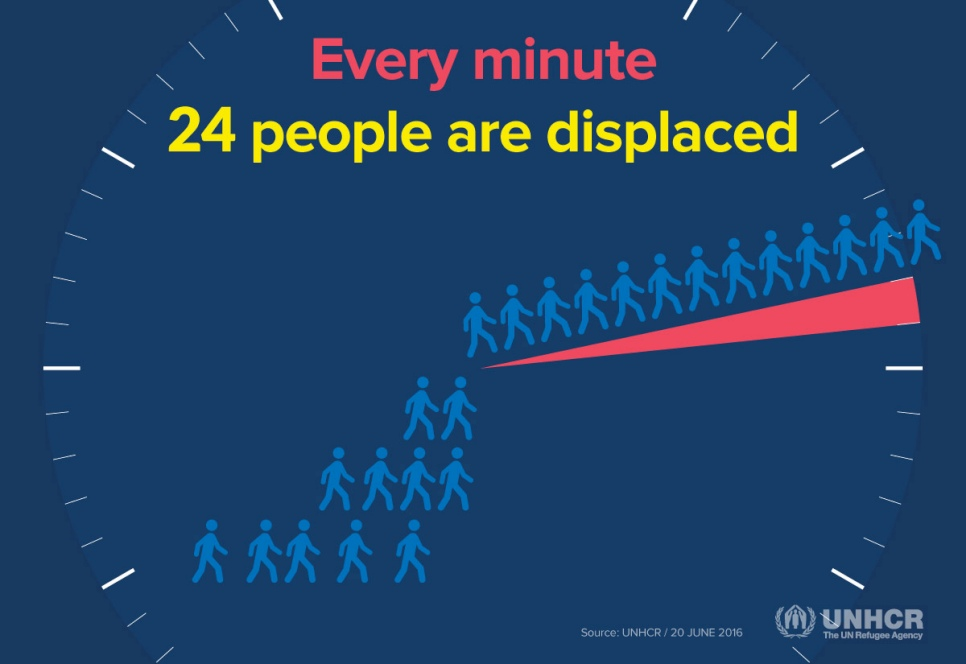 Every minute
24 people are displaced
Source: UNHCR / 20 JUNE 2016
UNHCR
The UN Refugee Agency